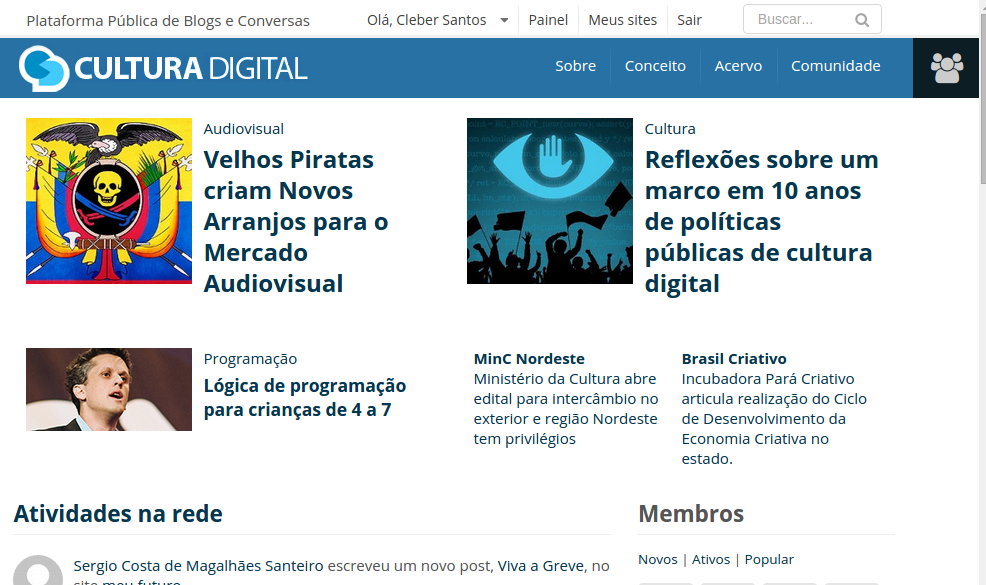 Plataforma Pública de Blogs e Conversas
Olá, Cleber Santos
Painel
Meus sites
Sair
Buscar...
CULTURA DIGITAL
Sobre
Conceito
Acervo
Comunidade
Audiovisual
Velhos Piratas
criam Novos
Arranjos para o
Mercado
Audiovisual
Cultura
Reflexões sobre um
marco em 10 anos
de políticas
públicas de cultura
digital
Programação
Lógica de programação
para crianças de 4 a 7
MinC Nordeste
Ministério da Cultura abre
edital para intercâmbio no
exterior e região Nordeste
tem privilégios
Brasil Criativo
Incubadora Pará Criativo
articula realização do Ciclo
de Desenvolvimento da
Economia Criativa no
estado.
Atividades na rede
Sergio Costa de Magalhães Santeiro escreveu um novo post, Viva a Greve, no
site meu futuro
Membros
Novos | Ativos | Popular